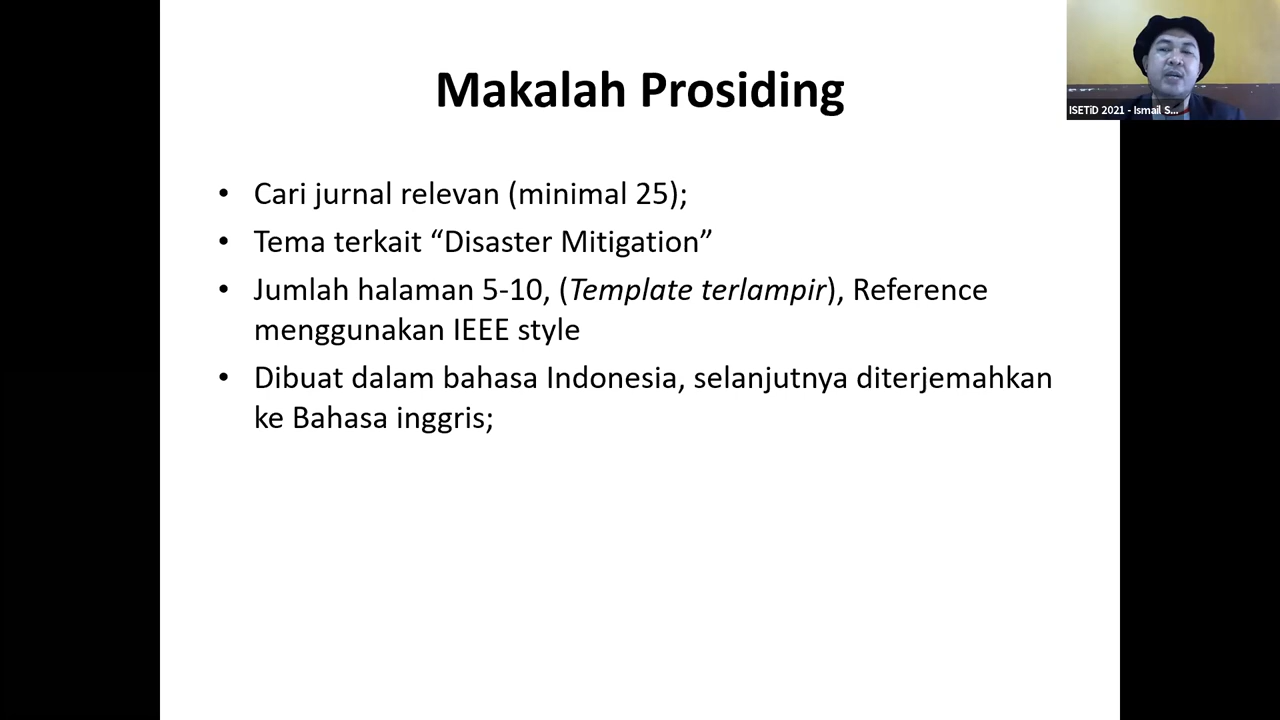 Makalah Prosiding
ISETiD 2021 - Ismail S...
• Cari jurnal relevan (minimal 25);
• Tema terkait “Disaster Mitigation”
• Jumlah halaman 5-10, (Template terlampir), Reference
menggunakan IEEE style
• Dibuat dalam bahasa Indonesia, selanjutnya diterjemahkan
ke Bahasa inggris;